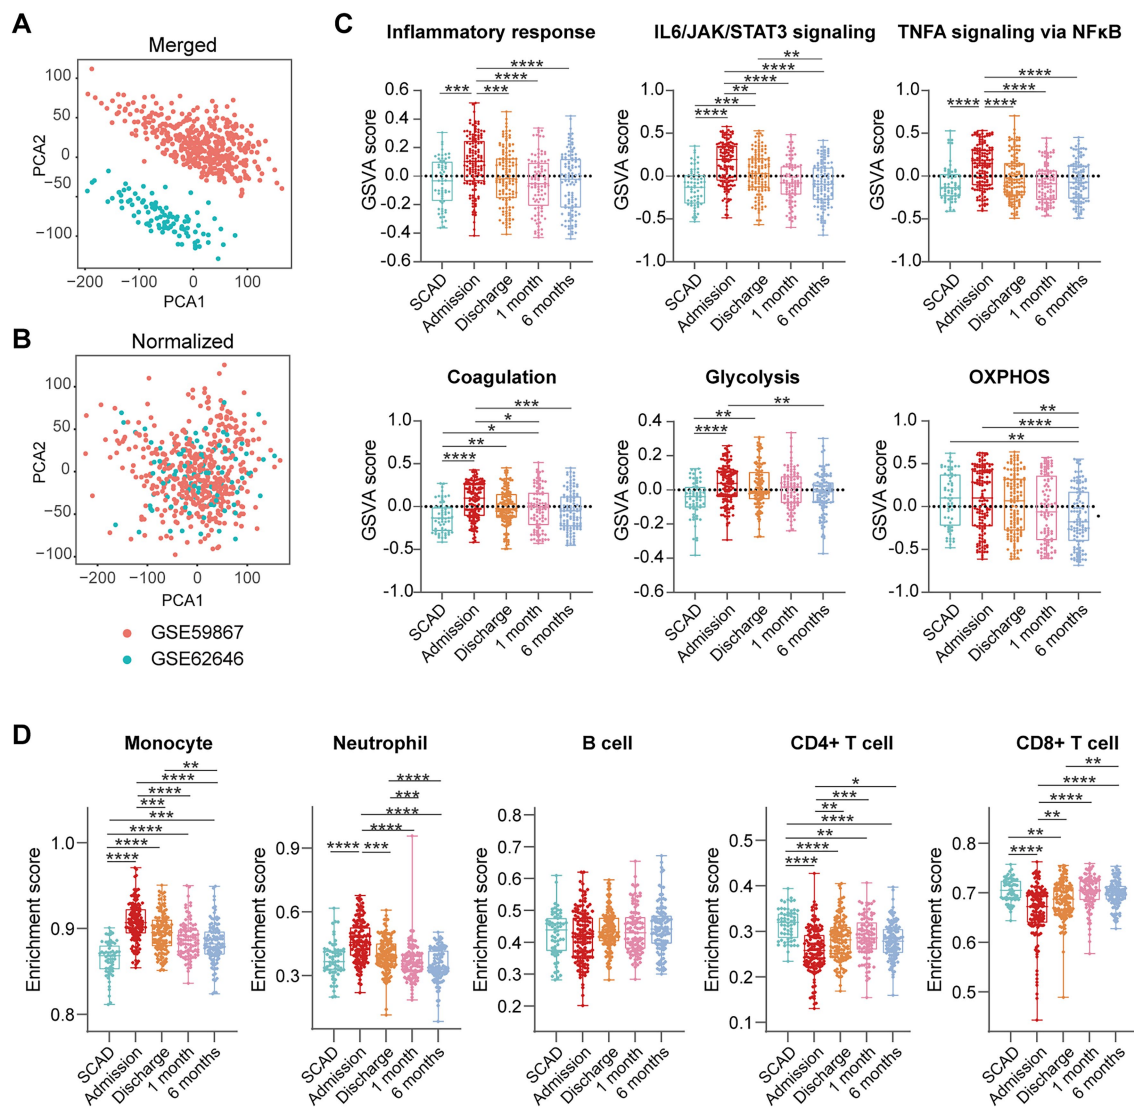 A
Merged
PCA2
100
50
0
−50
−100
−200
−100
0
100
PCA1
B
Normalized
PCA2
100
50
0
−50
−100
−200
−100
0
100
PCA1
GSE59867
GSE62646
C
Inflammatory response
GSVA score
0.6
0.4
0.2
0.0
-0.2
-0.4
-0.6
*** *** **** ****
SCAD
Admission
Discharge
1 month
6 months
IL6/JAK/STAT3 signaling
GSVA score
1.0
0.5
0.0
-0.5
-1.0
**
****
****
**
***
****
SCAD
Admission
Discharge
1 month
6 months
TNFA signaling via NFκB
GSVA score
1.0
0.5
0.0
-0.5
-1.0
****
****
**** ****
SCAD
Admission
Discharge
1 month
6 months
Coagulation
GSVA score
1.0
0.5
0.0
-0.5
-1.0
***
*
*
**
****
SCAD
Admission
Discharge
1 month
6 months
Glycolysis
GSVA score
0.4
0.2
0.0
-0.2
-0.4
-0.6
**
**
****
SCAD
Admission
Discharge
1 month
6 months
OXPHOS
GSVA score
1.0
0.5
0.0
-0.5
-1.0
**
****
**
SCAD
Admission
Discharge
1 month
6 months
D
Monocyte
Enrichment score
1.0
0.9
0.8
**
****
****
***
***
****
****
****
SCAD
Admission
Discharge
1 month
6 months
Neutrophil
Enrichment score
0.9
0.6
0.3
****
***
****
****
**** ***
SCAD
Admission
Discharge
1 month
6 months
B cell
Enrichment score
0.8
0.7
0.6
0.5
0.4
0.3
0.2
SCAD
Admission
Discharge
1 month
6 months
CD4+ T cell
Enrichment score
0.5
0.4
0.3
0.2
0.1
*
***
**
****
**
****
****
SCAD
Admission
Discharge
1 month
6 months
CD8+ T cell
Enrichment score
0.8
0.7
0.6
0.5
**
****
****
**
**
****
SCAD
Admission
Discharge
1 month
6 months